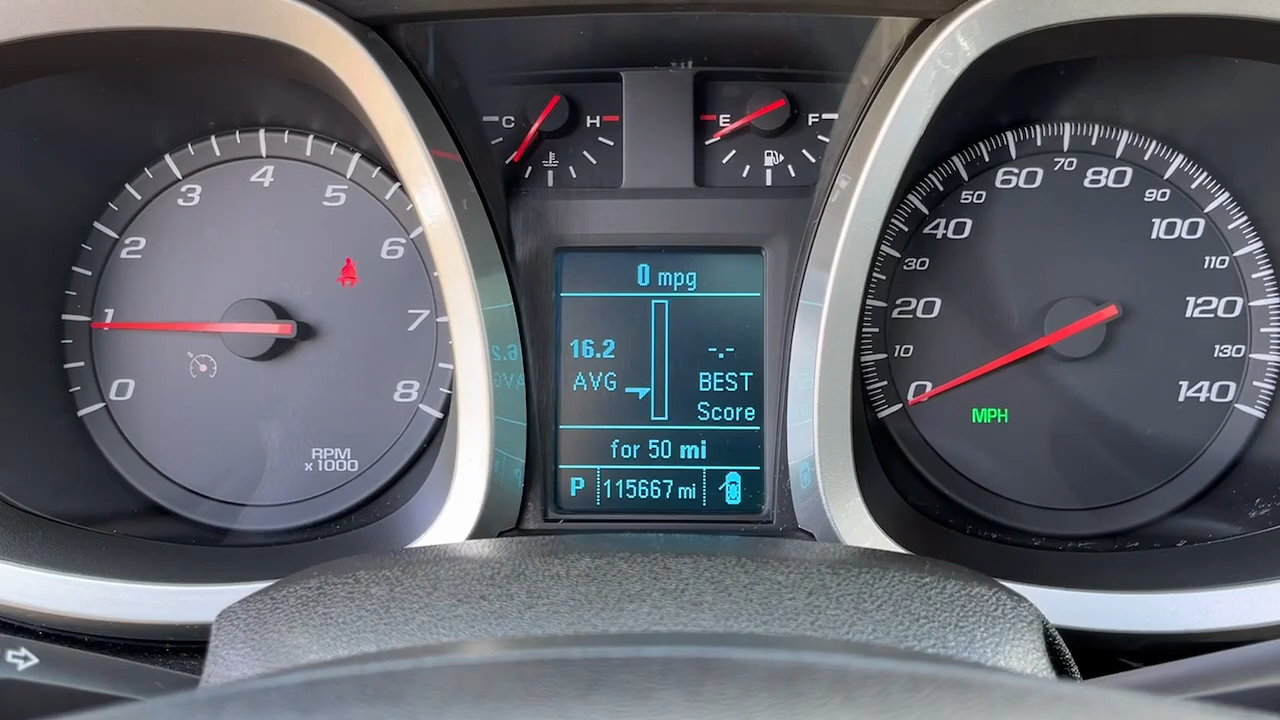 C H
E F
0 1 2 3 4 5 6 7 8
RPM
x 1000
0 mpg
16.2
AVG
-.-
BEST
Score
for 50 mi
P 115667 mi
0 10 20 30 40 50 60 70 80 90 100 110 120 130 140
MPH